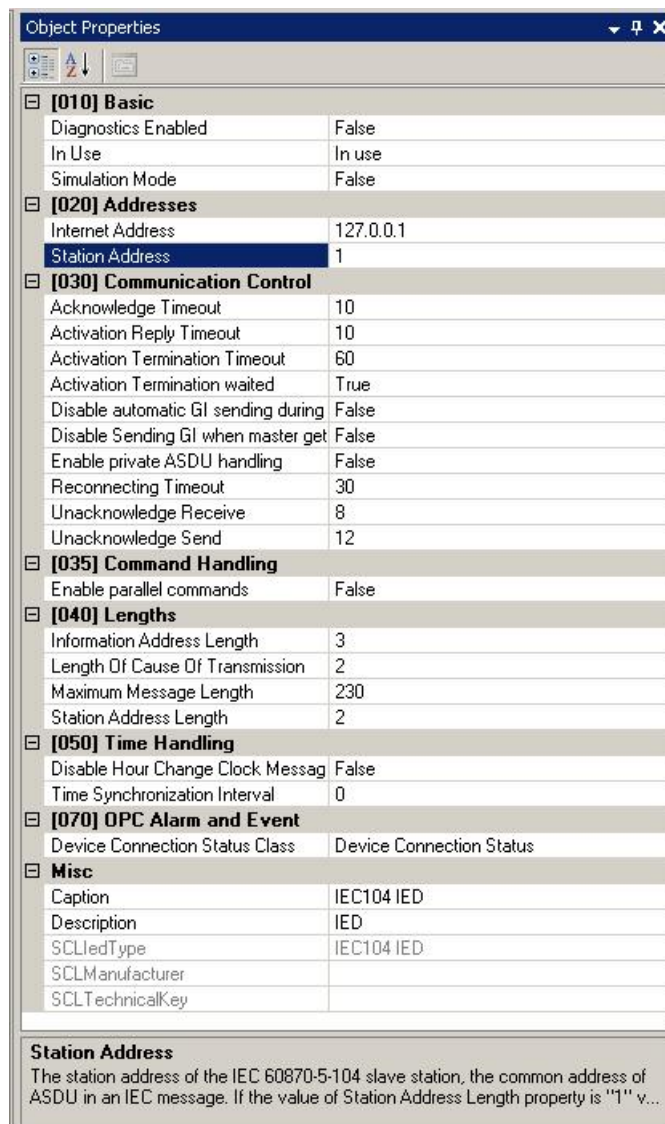 Object Properties
[010] Basic
Diagnostics Enabled False
In Use In use
Simulation Mode False
[020] Addresses
Internet Address 127.0.0.1
Station Address 1
[030] Communication Control
Acknowledge Timeout 10
Activation Reply Timeout 10
Activation Termination Timeout 60
Activation Termination waited True
Disable automatic GI sending during False
Disable Sending GI when master get False
Enable private ASDU handling False
Reconnecting Timeout 30
Unacknowledge Receive 8
Unacknowledge Send 12
[035] Command Handling
Enable parallel commands False
[040] Lengths
Information Address Length 3
Length Of Cause Of Transmission 2
Maximum Message Length 230
Station Address Length 2
[050] Time Handling
Disable Hour Change Clock Messag False
Time Synchronization Interval 0
[070] OPC Alarm and Event
Device Connection Status Class Device Connection Status
Misc
Caption IEC104 IED
Description IED
SCLIedType IEC104 IED
SCLManufacturer
SCLTechnicalKey
Station Address
The station address of the IEC 60870-5-104 slave station, the common address of
ASDU in an IEC message. If the value of Station Address Length property is "1" v...